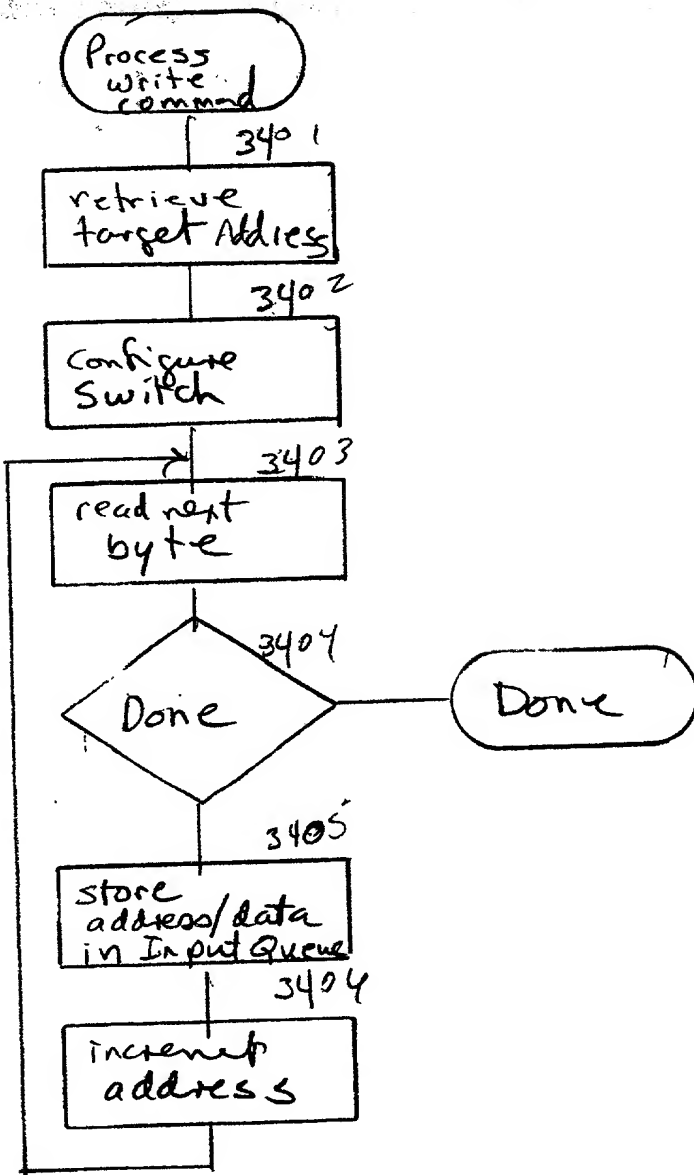 Process
write
command
3401
retrieve
target Address
3402
configure
Switch
3403
read next
byte
3404
Done
Done
3405
store
address/data
in Input Queue
3404
increment
address